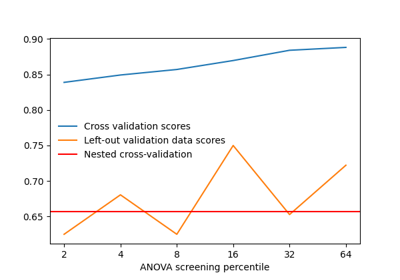 0.90
0.85
0.80
0.75
0.70
0.65
Cross validation scores
Left-out validation data scores
Nested cross-validation
2 4 8 16 32 64
ANOVA screening percentile